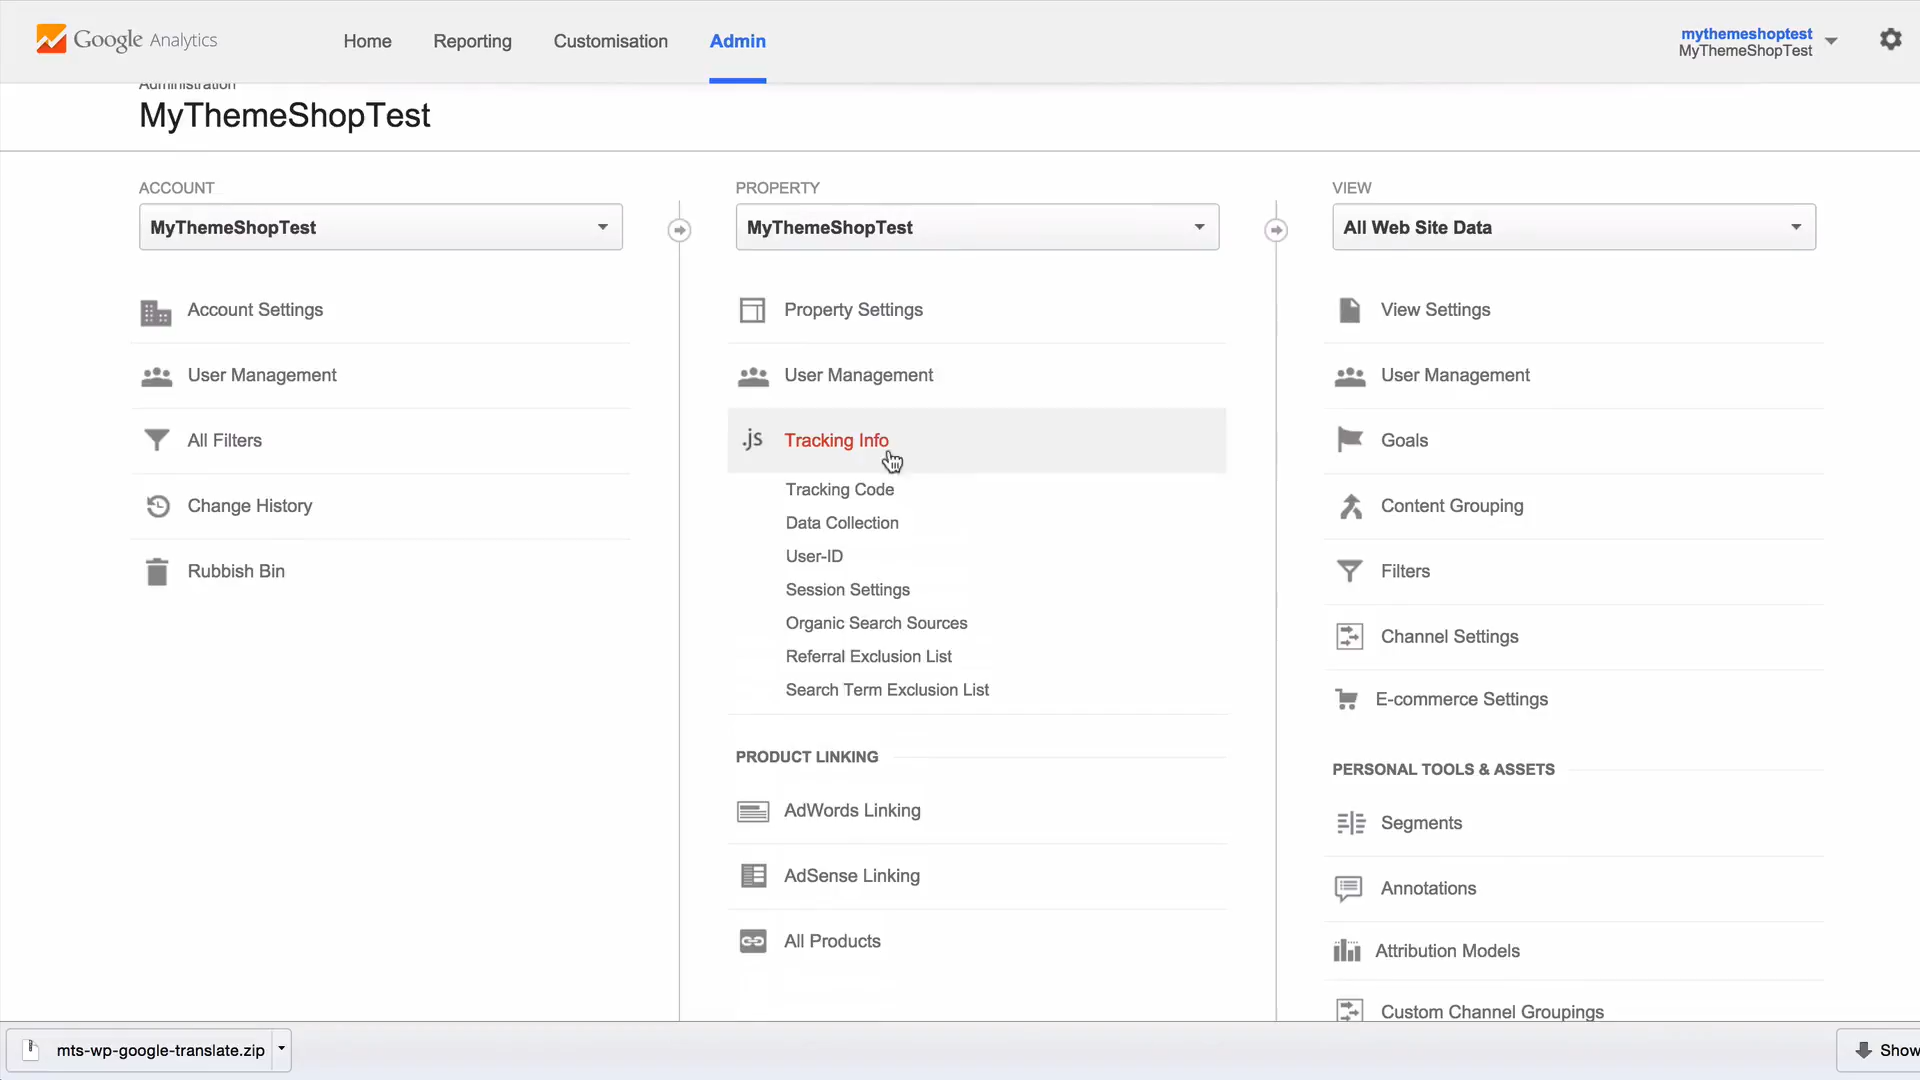 Google Analytics
Home
Reporting
Customisation
Admin
mythemeshoptest
MyThemeShopTest
Administration
MyThemeShopTest
ACCOUNT
MyThemeShopTest
Account Settings
User Management
All Filters
Change History
Rubbish Bin
PROPERTY
MyThemeShopTest
Property Settings
User Management
.js Tracking Info
Tracking Code
Data Collection
User-ID
Session Settings
Organic Search Sources
Referral Exclusion List
Search Term Exclusion List
PRODUCT LINKING
AdWords Linking
AdSense Linking
All Products
VIEW
All Web Site Data
View Settings
User Management
Goals
Content Grouping
Filters
Channel Settings
E-commerce Settings
PERSONAL TOOLS & ASSETS
Segments
Annotations
Attribution Models
Custom Channel Groupings
mts-wp-google-translate.zip
Show